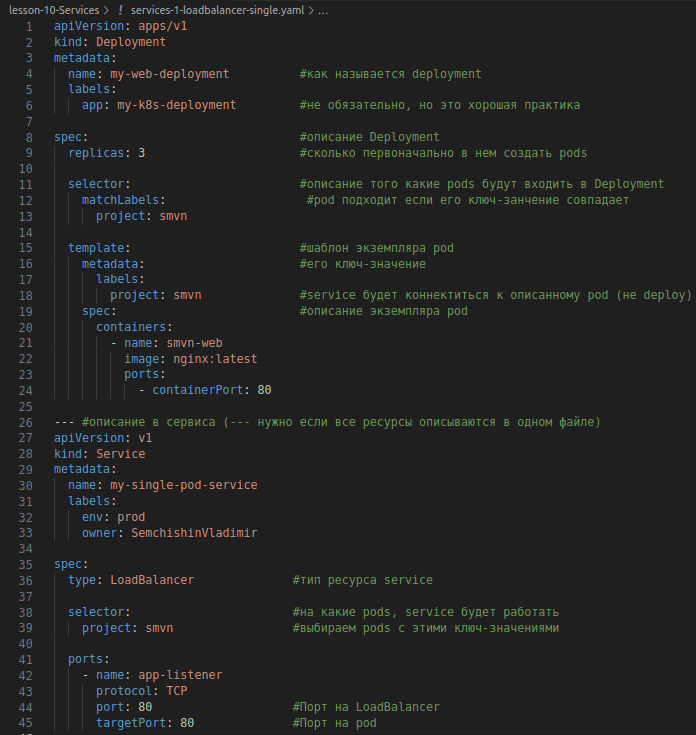 lesson-10-Services > ! services-1-loadbalancer-single.yaml > ...
1 apiVersion: apps/v1
2 kind: Deployment
3 metadata:
4   name: my-web-deployment          #как называется deployment
5   labels:
6     app: my-k8s-deployment         #не обязательно, но это хорошая практика
7
8 spec:                              #описание Deployment
9   replicas: 3                      #сколько первоначально в нем создать pods
10
11   selector:                        #описание того какие pods будут входить в Deployment
12     matchLabels:                    #pod подходит если его ключ-занчение совпадает
13       project: smvn
14
15   template:                        #шаблон экземпляра pod
16     metadata:                      #его ключ-значение
17       labels:
18         project: smvn              #service будет коннектиться к описанному pod (не deploy)
19     spec:                          #описание экземпляра pod
20       containers:
21         - name: smvn-web
22           image: nginx:latest
23           ports:
24             - containerPort: 80
25
26 --- #описание в сервиса (--- нужно если все ресурсы описываются в одном файле)
27 apiVersion: v1
28 kind: Service
29 metadata:
30   name: my-single-pod-service
31   labels:
32     env: prod
33     owner: SemchishinVladimir
34
35 spec:
36   type: LoadBalancer              #тип ресурса service
37
38   selector:                       #на какие pods, service будет работать
39     project: smvn                 #выбираем pods с этими ключ-значениями
40
41   ports:
42     - name: app-listener
43       protocol: TCP
44       port: 80                    #Порт на LoadBalancer
45       targetPort: 80              #Порт на pod